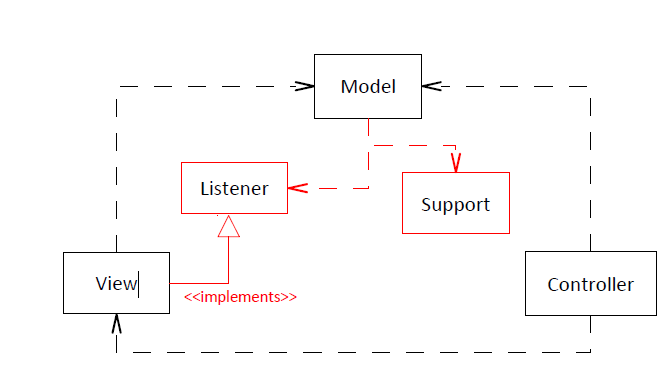 Model
Listener
Support
View
Controller
<<implements>>